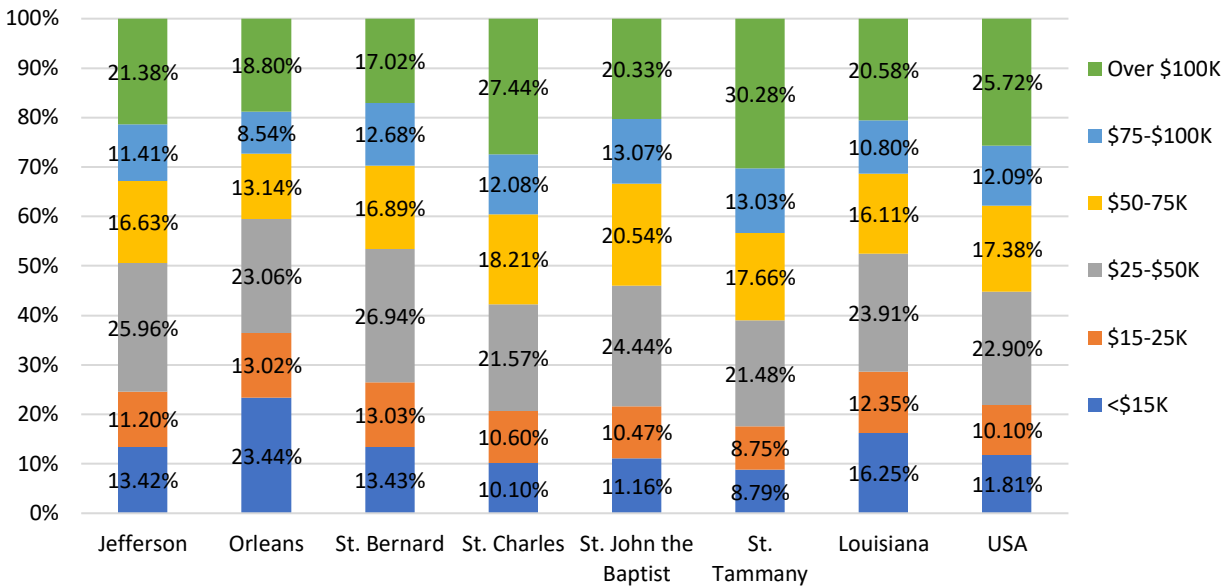 100%
90%
80%
70%
60%
50%
40%
30%
20%
10%
0%
21.38% 18.80% 17.02% 27.44% 20.33% 30.28% 20.58% 25.72%
11.41% 8.54% 12.68% 12.08% 13.07% 13.03% 10.80% 12.09%
16.63% 13.14% 16.89% 18.21% 20.54% 17.66% 16.11% 17.38%
25.96% 23.06% 26.94% 21.57% 24.44% 21.48% 23.91% 22.90%
11.20% 13.02% 13.03% 10.60% 10.47% 8.75% 12.35% 10.10%
13.42% 23.44% 13.43% 10.10% 11.16% 8.79% 16.25% 11.81%
Jefferson
Orleans
St. Bernard
St. Charles
St. John the
Baptist
St.
Tammany
Louisiana
USA
Over $100K
$75-$100K
$50-75K
$25-$50K
$15-25K
<$15K